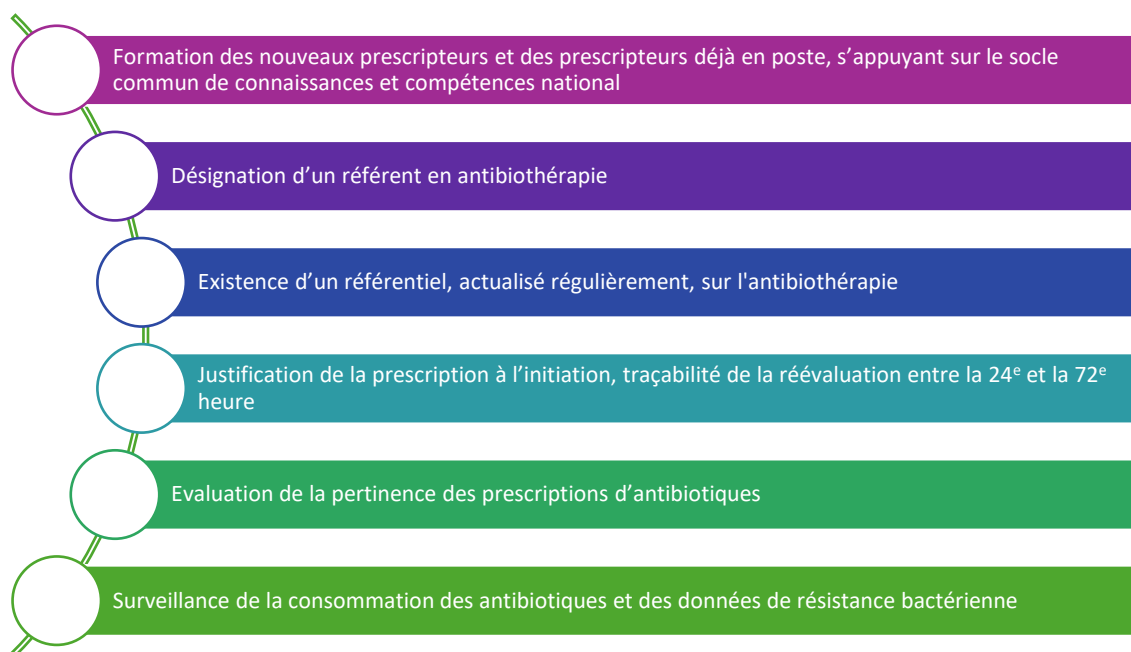 Formation des nouveaux prescripteurs et des prescripteurs déjà en poste, s’appuyant sur le socle
commun de connaissances et compétences national
Désignation d’un référent en antibiothérapie
Existence d’un référentiel, actualisé régulièrement, sur l'antibiothérapie
Justification de la prescription à l’initiation, traçabilité de la réévaluation entre la 24e et la 72e
heure
Evaluation de la pertinence des prescriptions d’antibiotiques
Surveillance de la consommation des antibiotiques et des données de résistance bactérienne